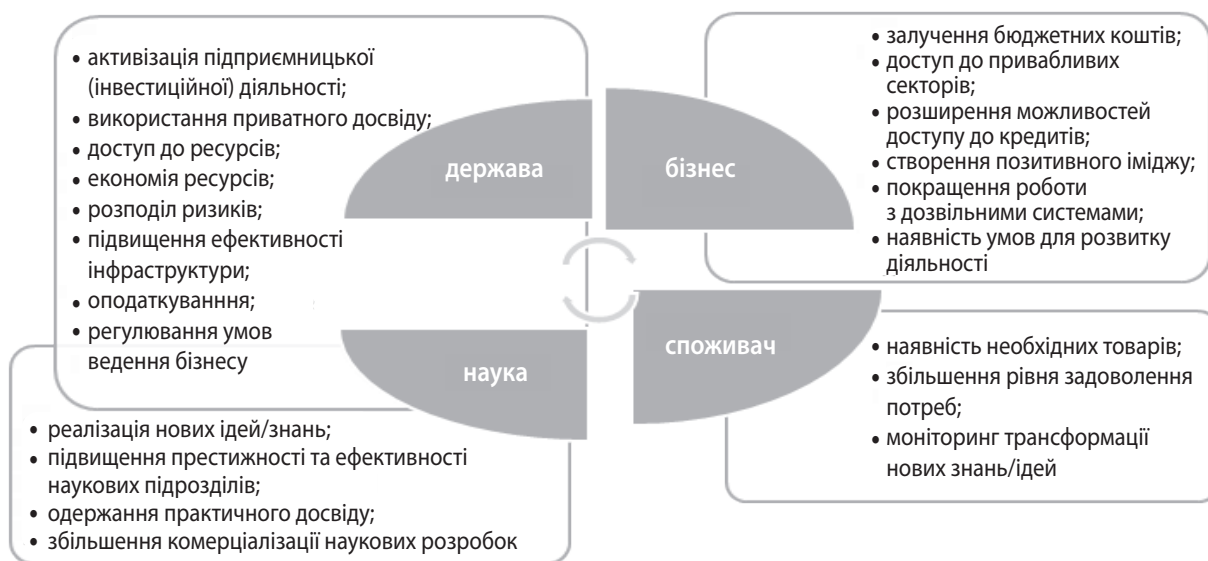 • активізація підприємницької
(інвестиційної) діяльності;
• використання приватного досвіду;
• доступ до ресурсів;
• економія ресурсів;
• розподіл ризиків;
• підвищення ефективності
інфраструктури;
• оподаткуванння;
• регулювання умов
ведення бізнесу
держава
бізнес
• залучення бюджетних коштів;
• доступ до привабливих
секторів;
• розширення можливостей
доступу до кредитів;
• створення позитивного іміджу;
• покращення роботи
з дозвільними системами;
• наявність умов для розвитку
діяльності
наука
споживач
• реалізація нових ідей/знань;
• підвищення престижності та ефективності
наукових підрозділів;
• одержання практичного досвіду;
• збільшення комерціалізації наукових розробок
• наявність необхідних товарів;
• збільшення рівня задоволення
потреб;
• моніторинг трансформації
нових знань/ідей